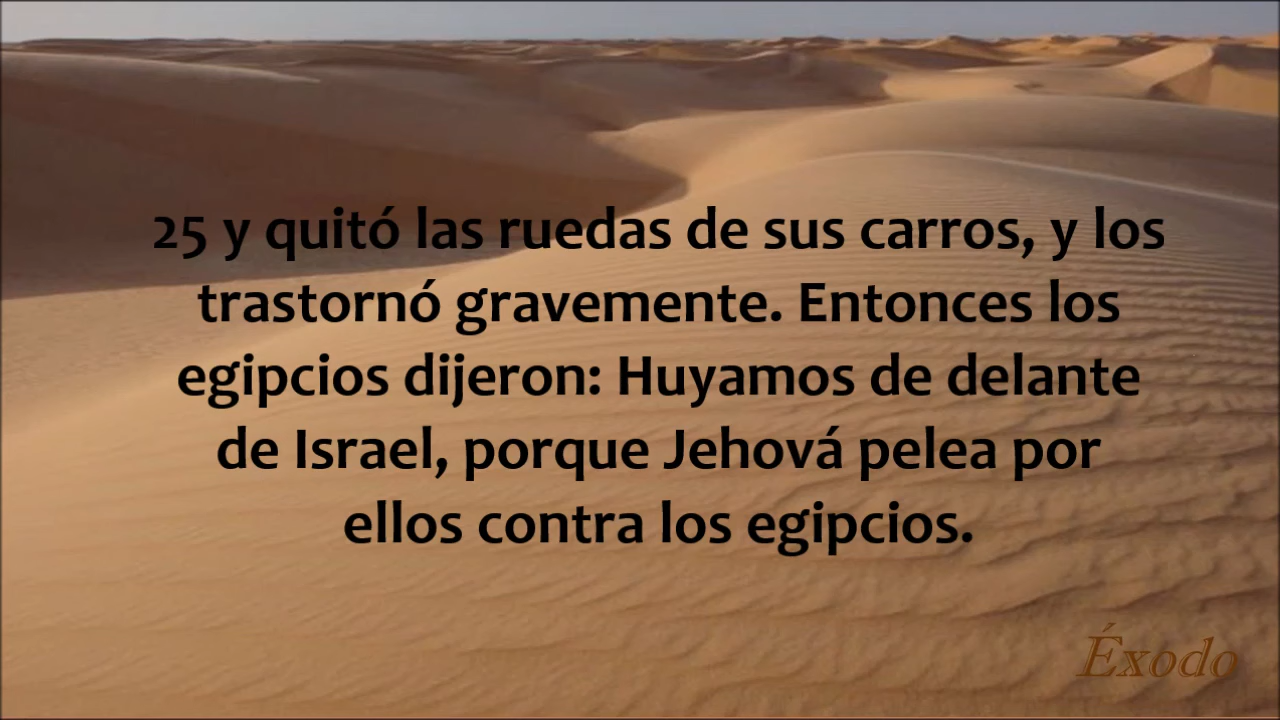 25 y quitó las ruedas de sus carros, y los
trastornó gravemente. Entonces los
egipcios dijeron: Huyamos de delante
de Israel, porque Jehová pelea por
ellos contra los egipcios.
Éxodo